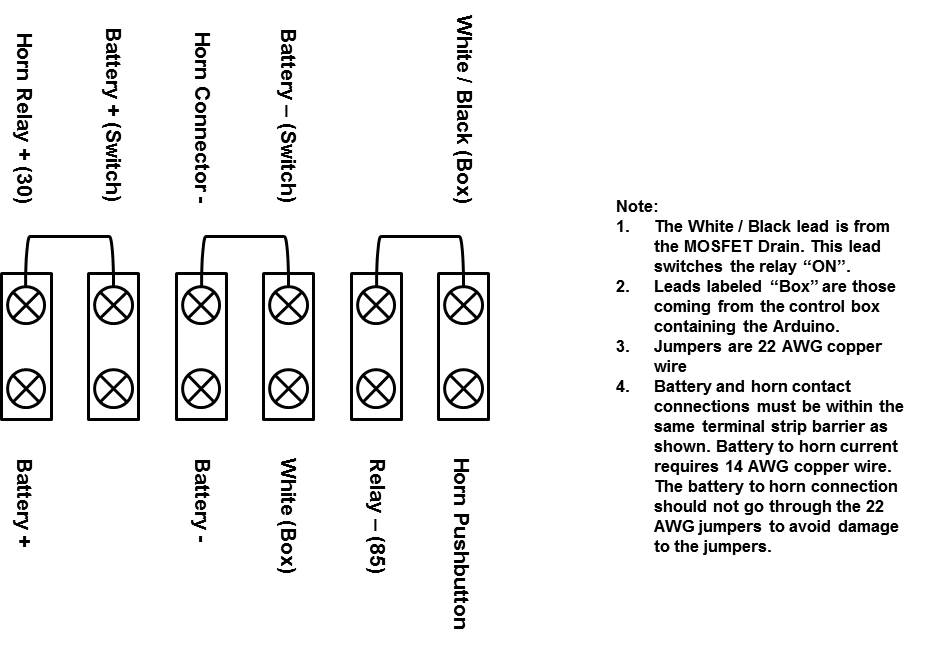 Horn Relay + (30)
Battery + (Switch)
Horn Connector -
Battery – (Switch)
White / Black (Box)
Battery +
Battery -
White (Box)
Relay – (85)
Horn Pushbutton
Note:
1. The White / Black lead is from
the MOSFET Drain. This lead
switches the relay “ON”.
2. Leads labeled “Box” are those
coming from the control box
containing the Arduino.
3. Jumpers are 22 AWG copper
wire
4. Battery and horn contact
connections must be within the
same terminal strip barrier as
shown. Battery to horn current
requires 14 AWG copper wire.
The battery to horn connection
should not go through the 22
AWG jumpers to avoid damage
to the jumpers.